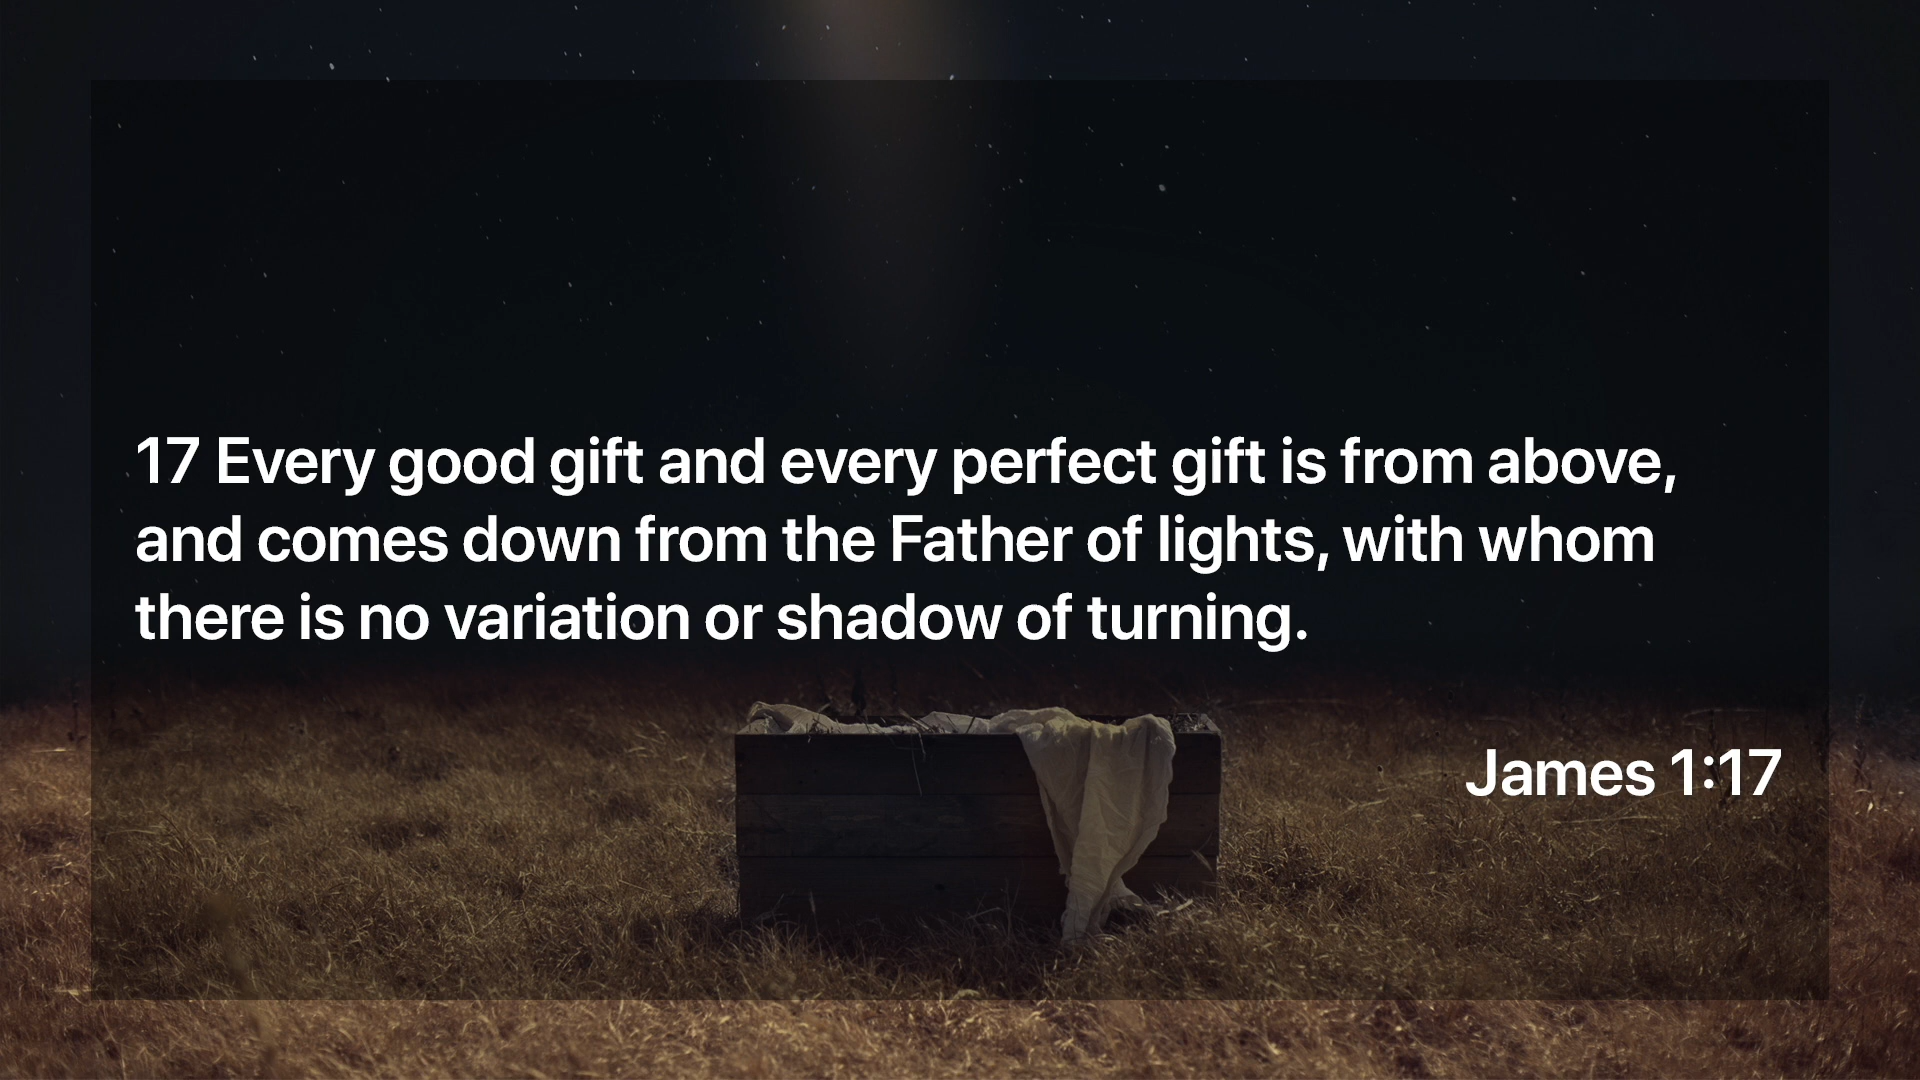 17 Every good gift and every perfect gift is from above,
and comes down from the Father of lights, with whom
there is no variation or shadow of turning.
James 1:17